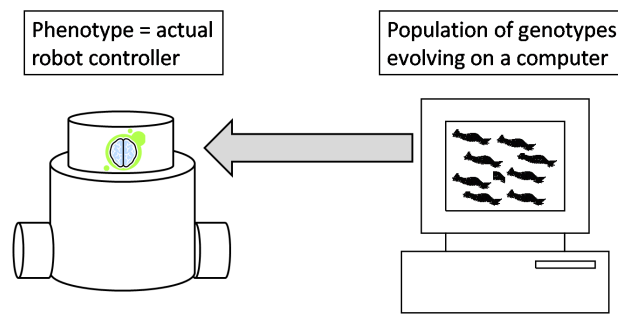 Phenotype = actual
robot controller
Population of genotypes
evolving on a computer